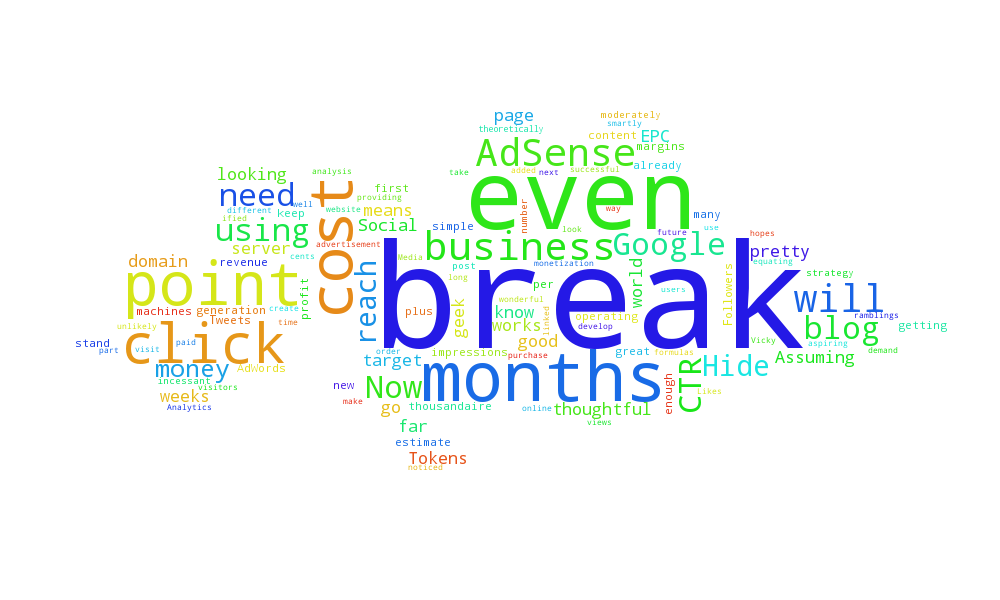 page
moderately
smartly
theoretically
content
EPC
AdSense
margins
already
looking
analysis
take
added
next
successful
need
well
cost
first
providing
even
way
different
keep
website
means
number
many
ified
using
Social
simple
look
use
server
advertisement
business
Google
future
hopes
domain
revenue
cents
Media
post
monetization
world
pretty
equating
point
profit
reach
break
long
per
users
Followers
strategy
machines
generation
create
plus
geek
wonderful
know
linked
operating
will
ramblings
unlikely
Tweets
time
works
develop
blog
getting
click
stand
part
visit
paid
order
impressions
good
purchase
great
formulas
Vicky
aspiring
demand
money
AdWords
target
months
Hide
Assuming
incessant
visitors
new
Now
enough
CTR
Likes
weeks
Analytics
make
go
thousandaire
online
thoughtful
views
far
estimate
Tokens
noticed